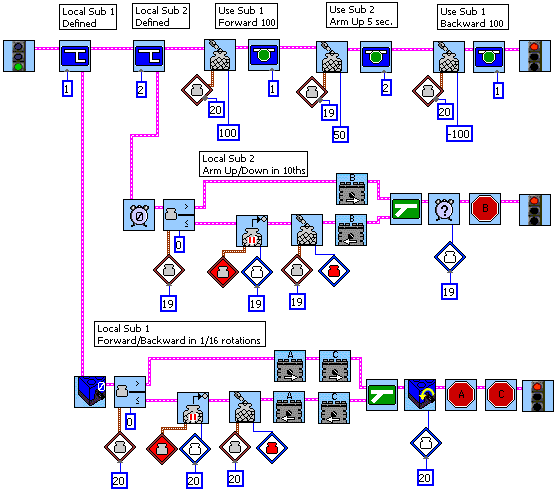 Local Sub 1
Defined
Local Sub 2
Defined
Use Sub 1
Forward 100
Use Sub 2
Arm Up 5 sec.
Use Sub 1
Backward 100
1
2
20
100
1
19
50
2
20
-100
1
Local Sub 2
Arm Up/Down in 10ths
B
0
>
≤
B
?
B
0
19
19
19
19
Local Sub 1
Forward/Backward in 1/16 rotations
A
C
0
>
≤
A
C
A
C
0
20
20
20
20